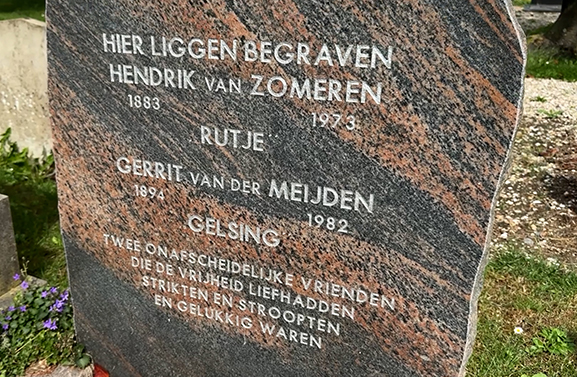 HIER LIGGEN BEGRAVEN
HENDRIK VAN ZOMEREN
1883 1973
RUTJE
GERRIT VAN DER MEIJDEN
1894 1982
GELSING
TWEE ONAFSCHEIDELIJKE VRIENDEN
DIE DE VRIJHEID LIEFHADDEN
STRIKTEN EN STROOPTEN
EN GELUKKIG WAREN